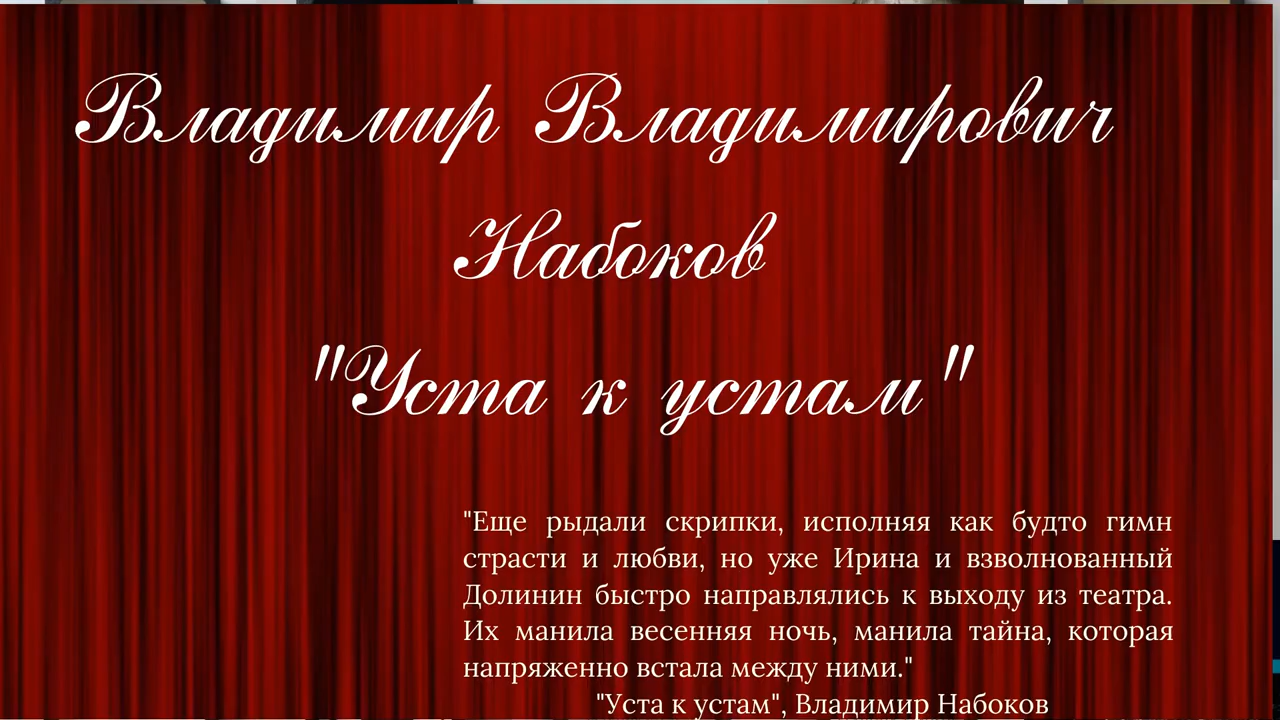 Владимир Владимирович
Набоков
"Уста к устам"
"Еще рыдали скрипки, исполняя как будто гимн
страсти и любви, но уже Ирина и взволнованный
Долинин быстро направлялись к выходу из театра.
Их манила весенняя ночь, манила тайна, которая
напряженно встала между ними."
"Уста к устам", Владимир Набоков